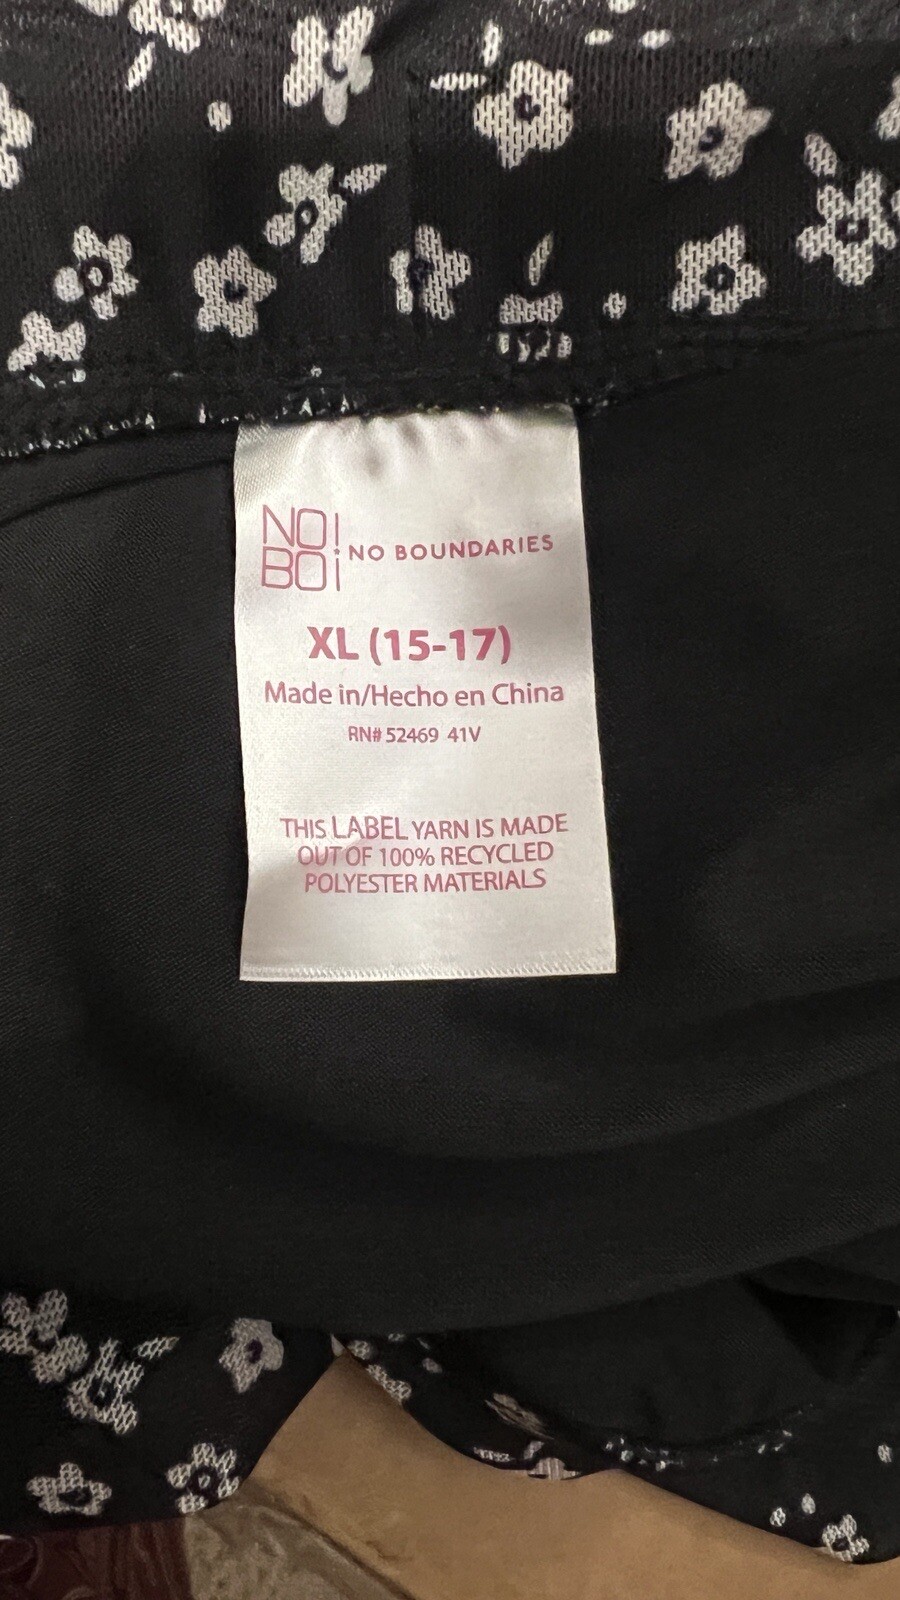 NO!
BO¡ NO BOUNDARIES
XL (15-17)
Made in/Hecho en China
RN# 52469 41V
THIS LABEL YARN IS MADE
OUT OF 100% RECYCLED
POLYESTER MATERIALS